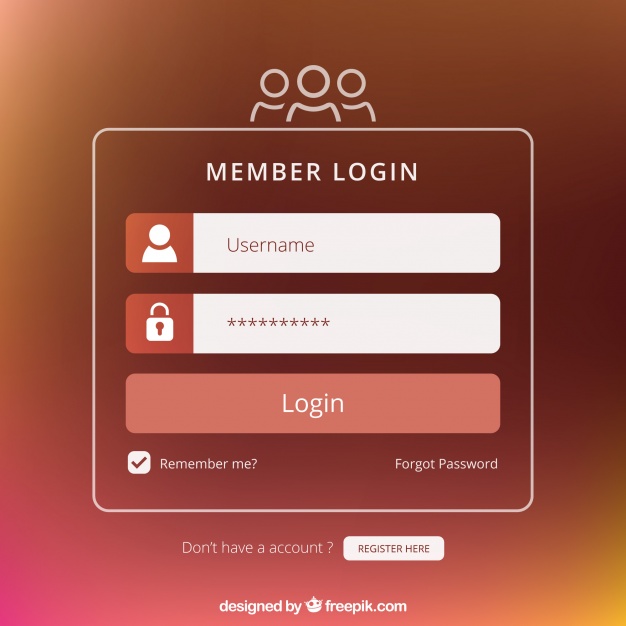 MEMBER LOGIN
Username
**********
Login
Remember me? Forgot Password
Don't have a account ? REGISTER HERE
designed by freepik.com